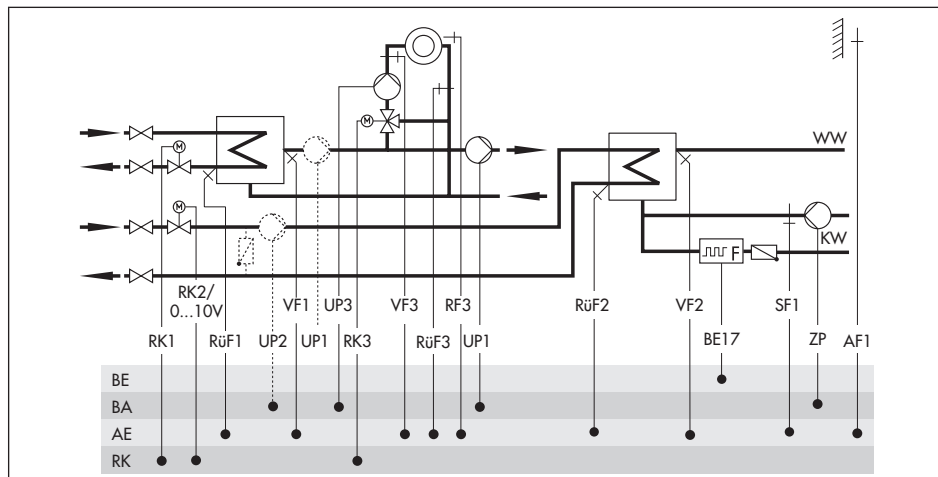 M
WW
M
M
F
KW
RK2/
0...10V
VF1
UP3
VF3
RF3
RüF2
VF2
SF1
RK1
RüF1
UP2
UP1
RK3
RüF3
UP1
BE17
ZP
AF1
BE
BA
AE
RK